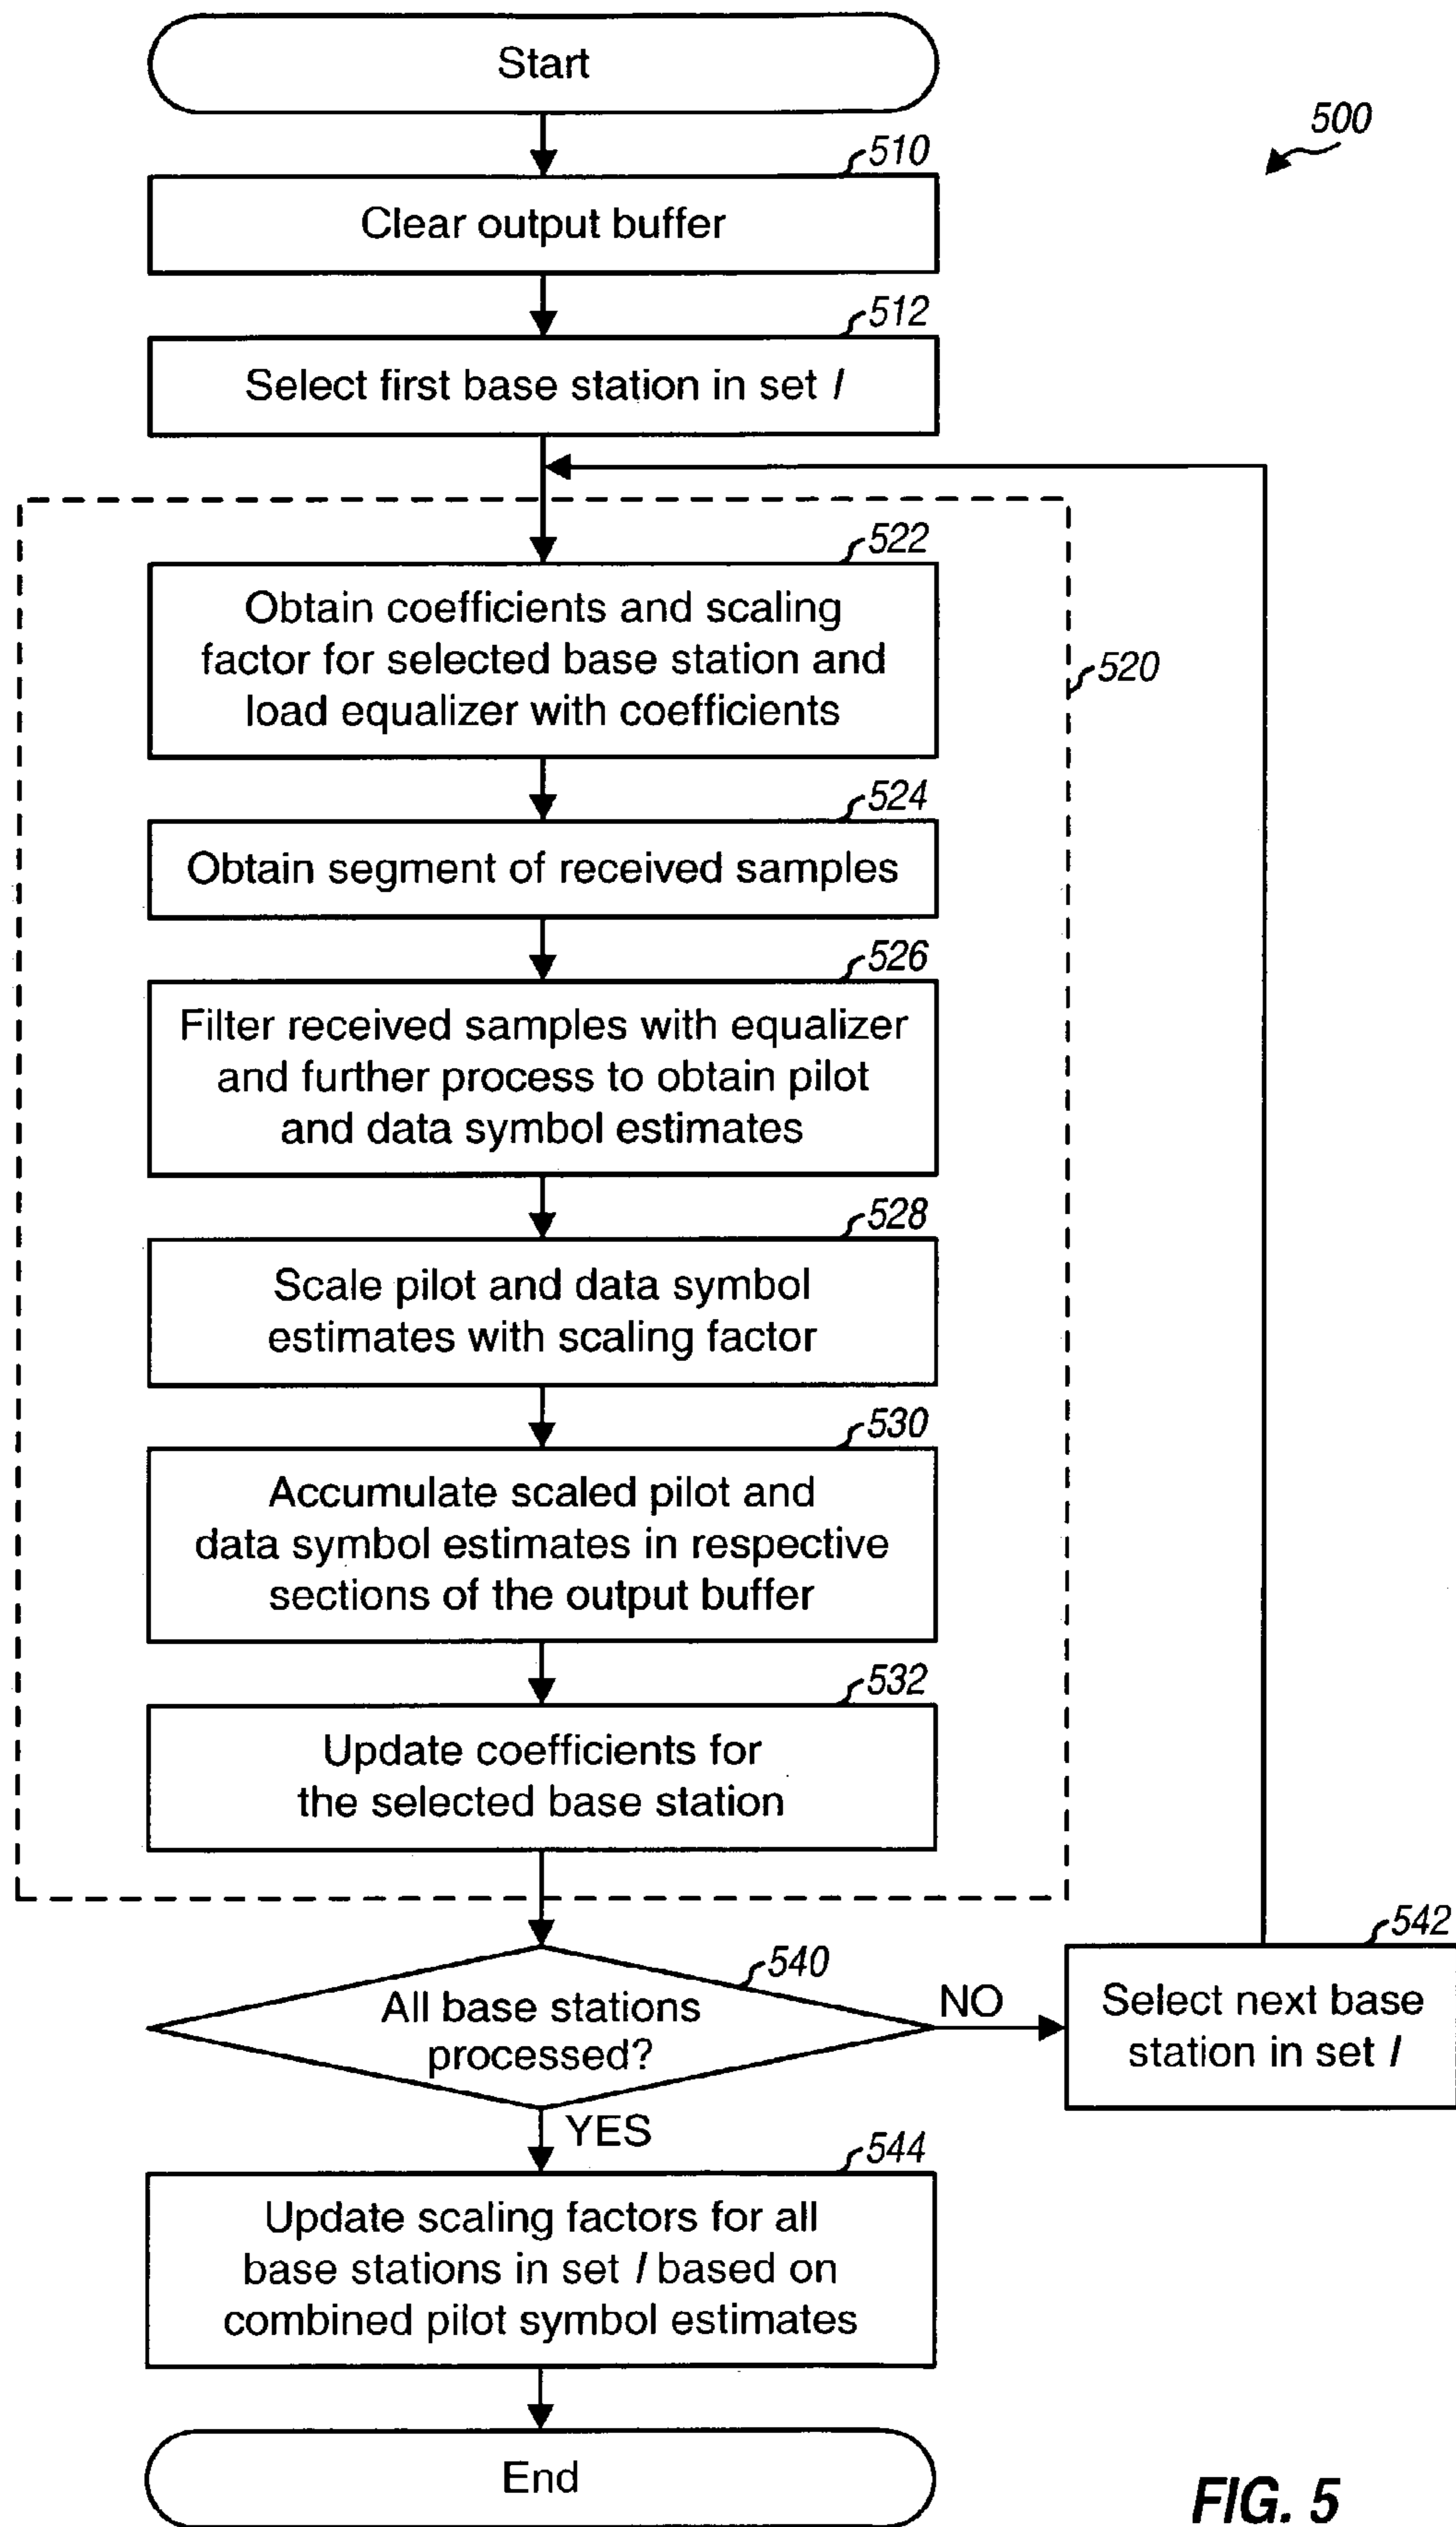 Start
500
510
Clear output buffer
512
Select first base station in set I
522
Obtain coefficients and scaling
factor for selected base station and
load equalizer with coefficients
520
524
Obtain segment of received samples
526
Filter received samples with equalizer
and further process to obtain pilot
and data symbol estimates
528
Scale pilot and data symbol
estimates with scaling factor
530
Accumulate scaled pilot and
data symbol estimates in respective
sections of the output buffer
532
Update coefficients for
the selected base station
540
All base stations
processed?
NO
542
Select next base
station in set I
YES
544
Update scaling factors for all
base stations in set I based on
combined pilot symbol estimates
End
FIG. 5